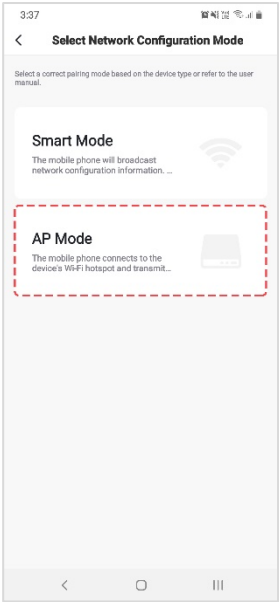 3:37
Select Network Configuration Mode
Select a correct pairing mode based on the device type or refer to the user
manual.
Smart Mode
The mobile phone will broadcast
network configuration information. ...
AP Mode
The mobile phone connects to the
device's Wi-Fi hotspot and transmit...